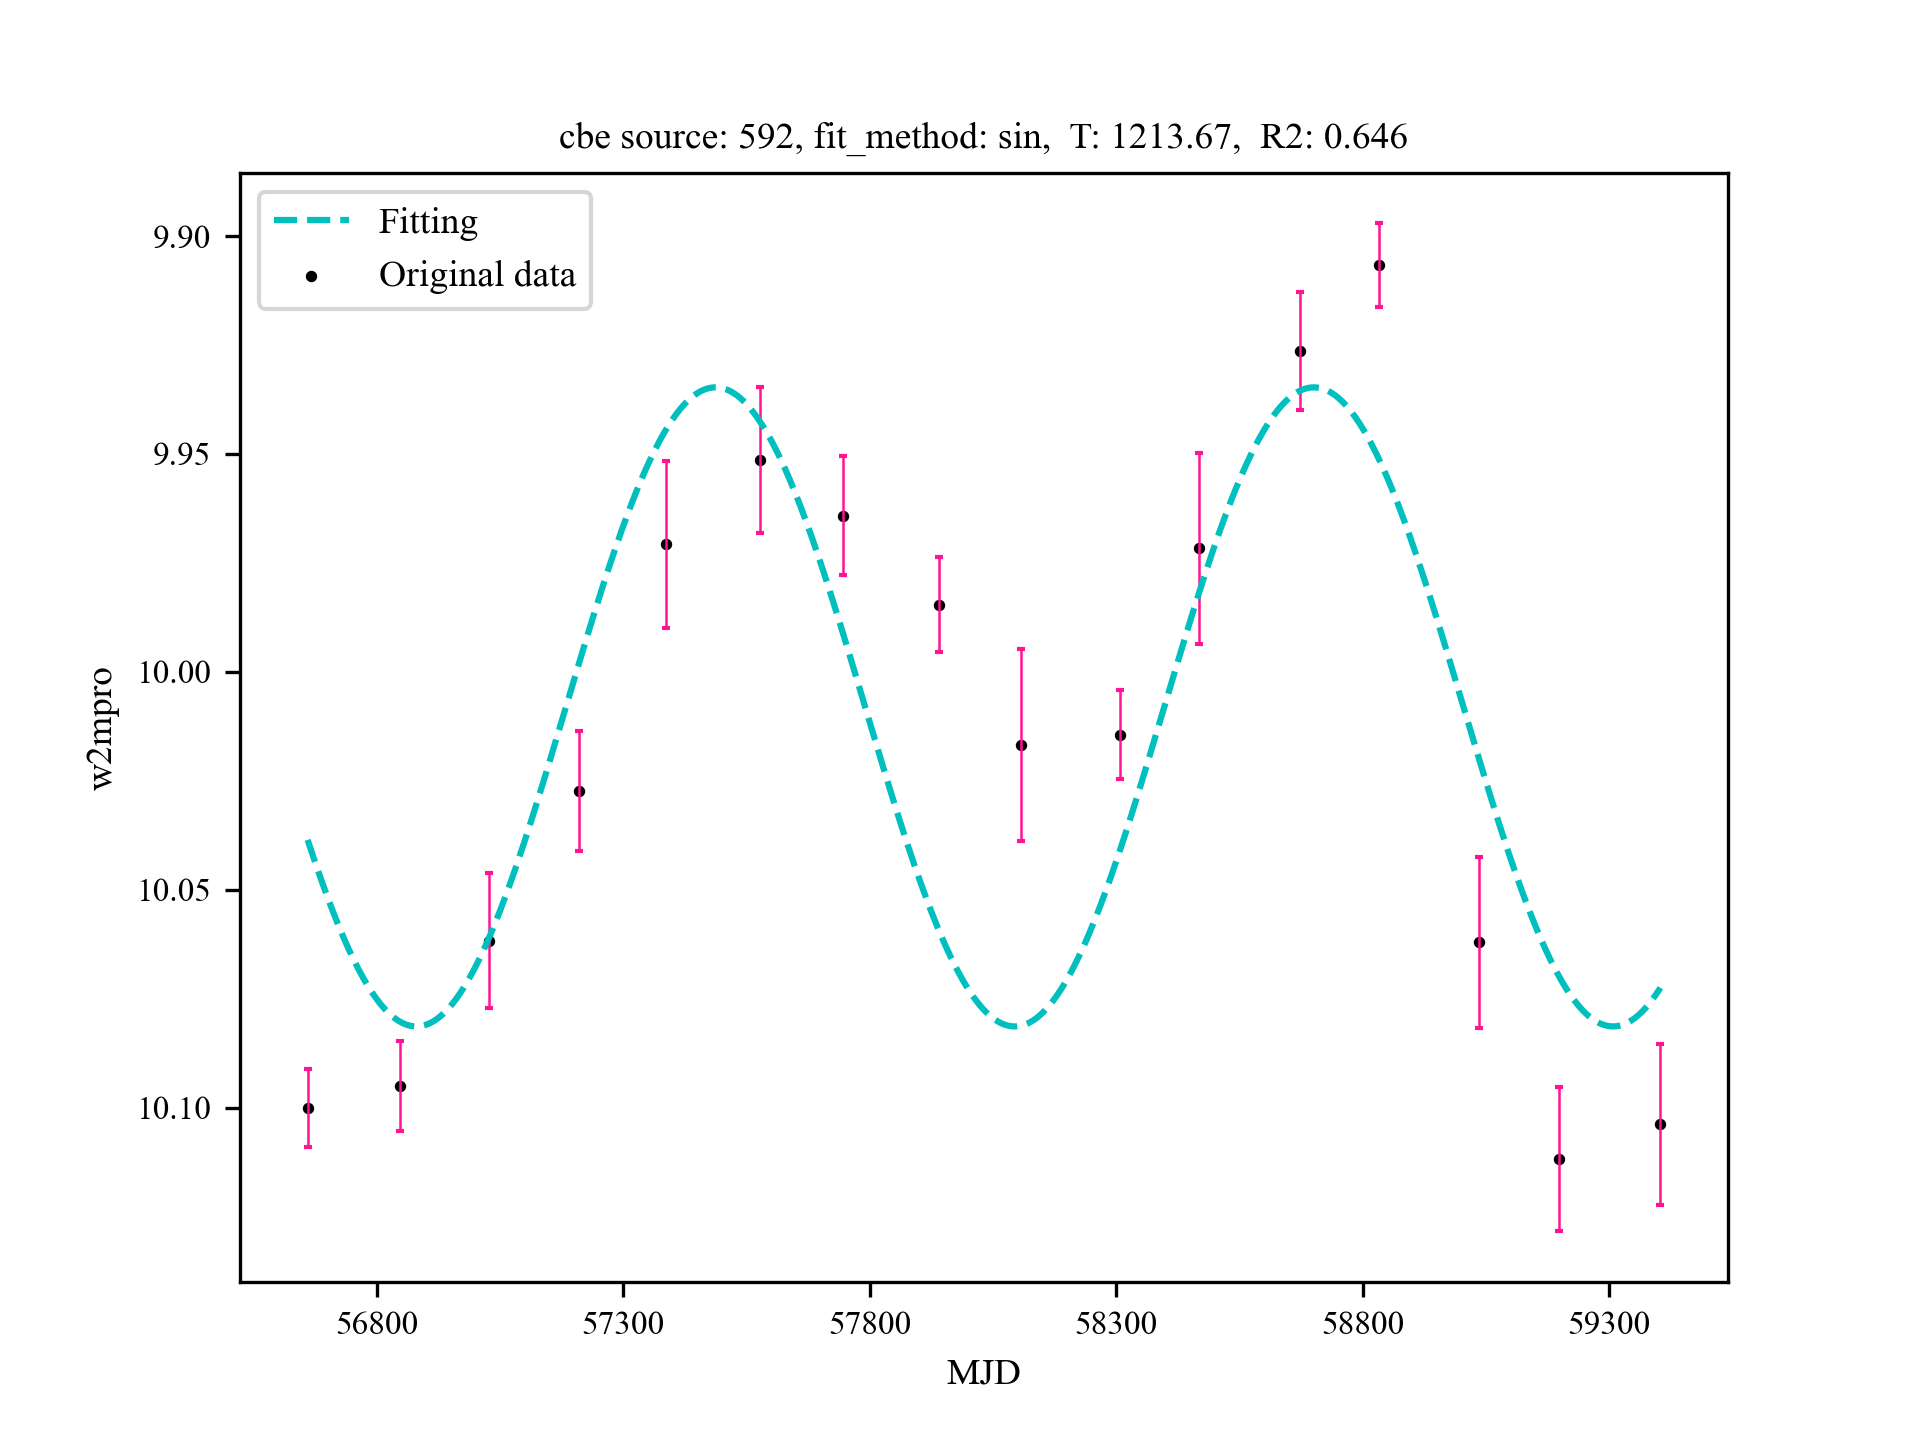 cbe source: 592, fit_method: sin,  T: 1213.67,  R2: 0.646
Fitting
Original data
9.90
9.95
10.00
10.05
10.10
w2mpro
56800
57300
57800
58300
58800
59300
MJD